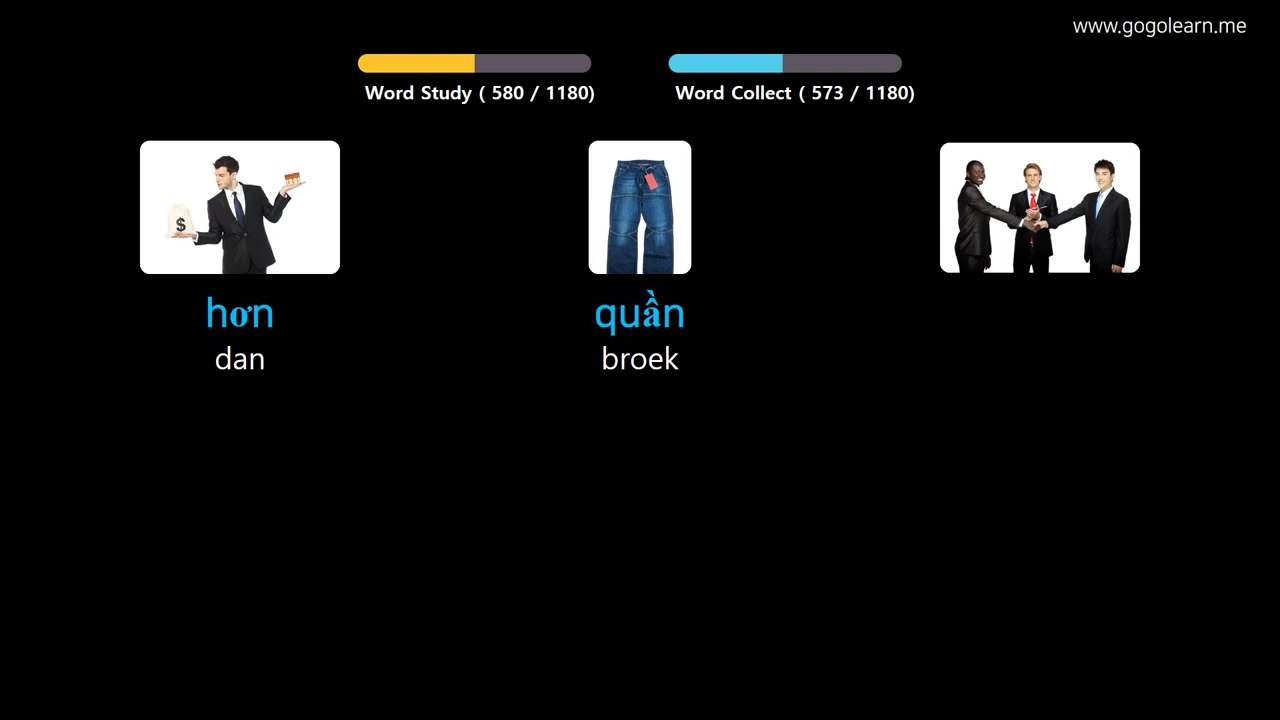 www.gogolearn.me
Word Study ( 580 / 1180)
Word Collect ( 573 / 1180)
$
hơn
dan
quần
broek